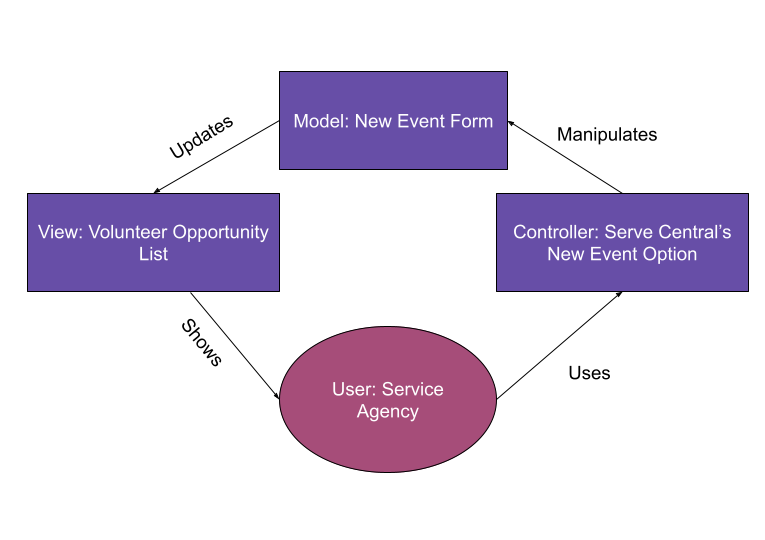 Model: New Event Form
Updates
Manipulates
View: Volunteer Opportunity
List
Controller: Serve Central’s
New Event Option
Shows
Uses
User: Service
Agency